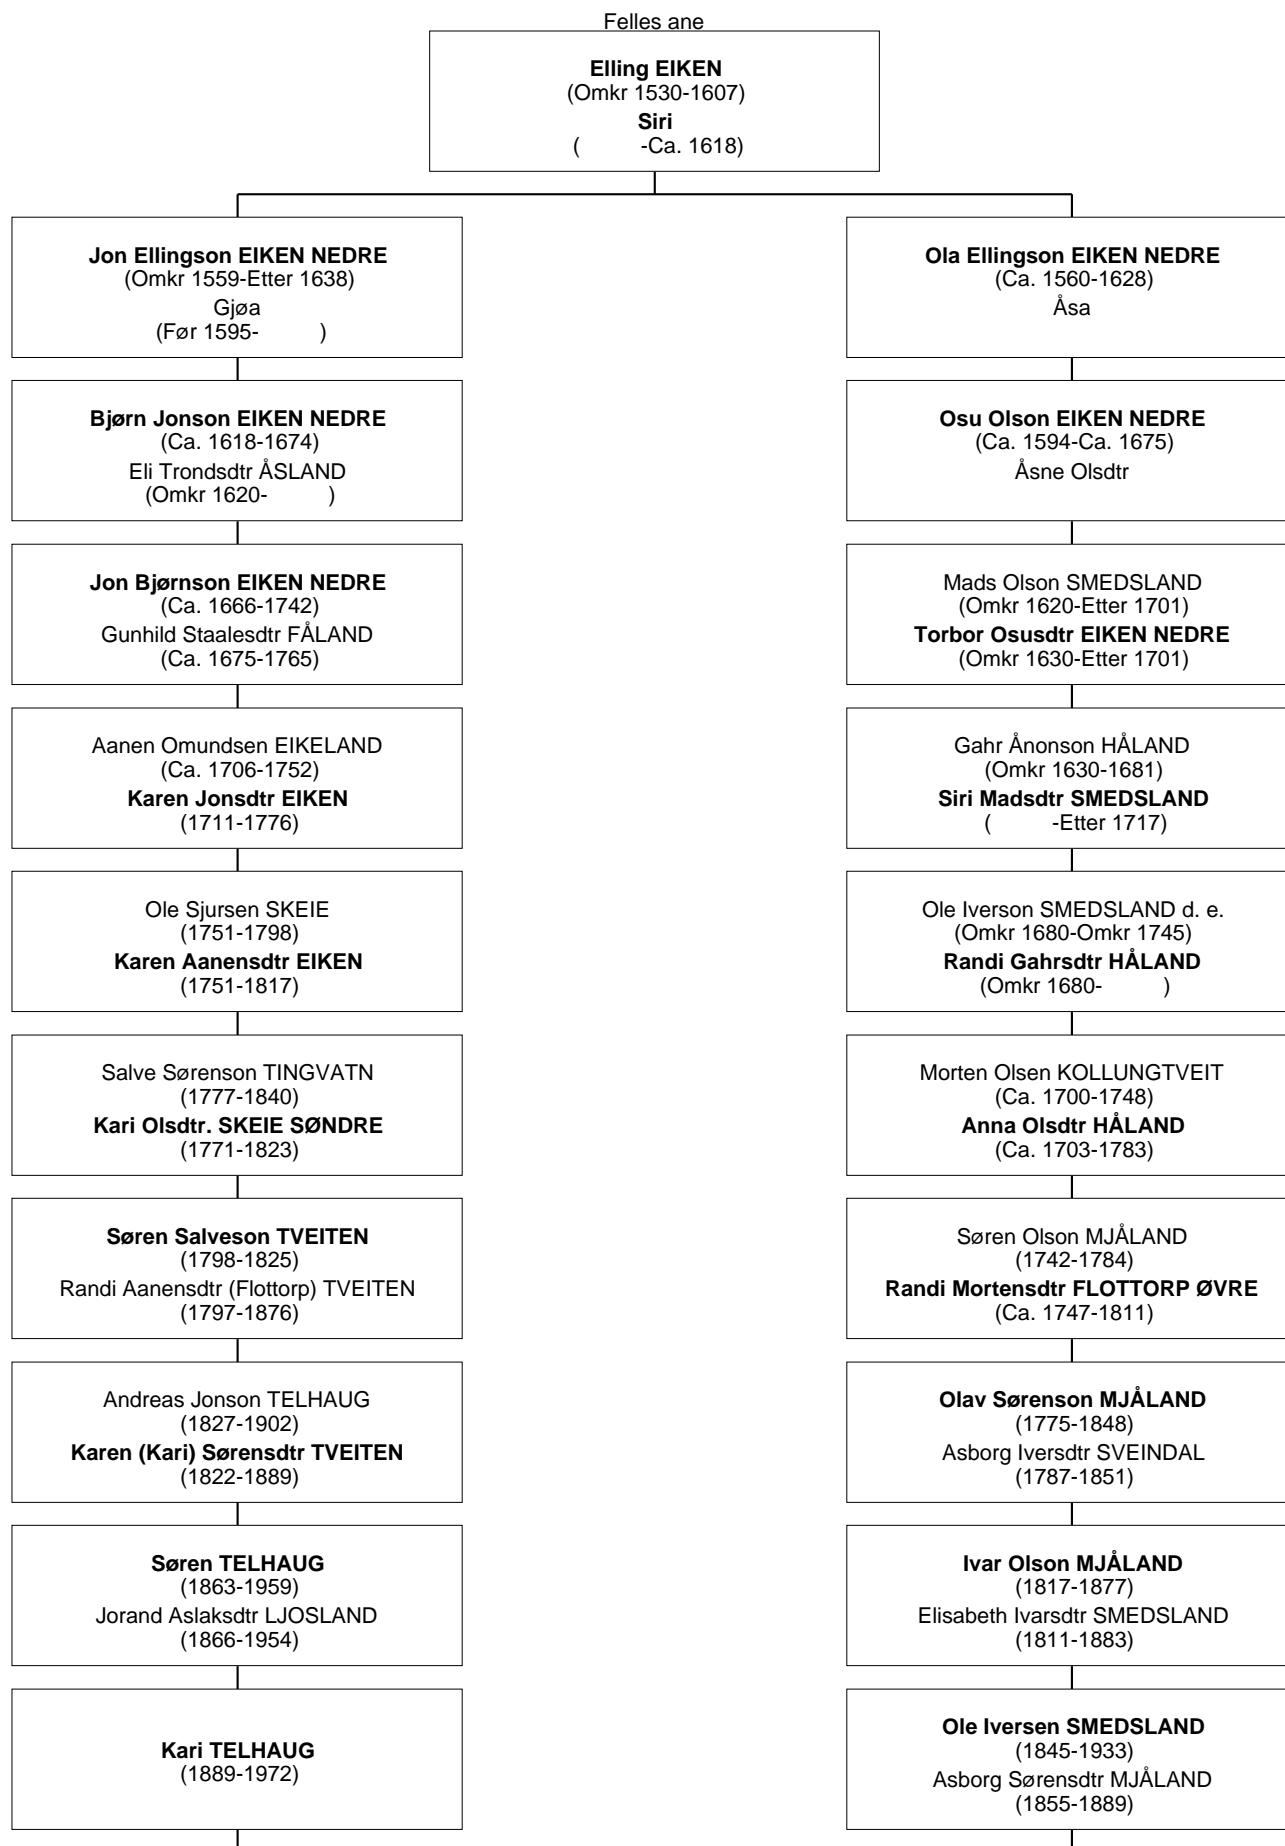 Felles ane
Elling EIKEN
(Omkr 1530-1607)
Siri
( -Ca. 1618)
Jon Ellingson EIKEN NEDRE
(Omkr 1559-Etter 1638)
Gjøa
(Før 1595- )
Ola Ellingson EIKEN NEDRE
(Ca. 1560-1628)
Åsa
Bjørn Jonson EIKEN NEDRE
(Ca. 1618-1674)
Eli Trondsdtr ÅSLAND
(Omkr 1620- )
Osu Olson EIKEN NEDRE
(Ca. 1594-Ca. 1675)
Åsne Olsdtr
Jon Bjørnson EIKEN NEDRE
(Ca. 1666-1742)
Gunhild Staalesdtr FÅLAND
(Ca. 1675-1765)
Mads Olson SMEDSLAND
(Omkr 1620-Etter 1701)
Torbor Osusdtr EIKEN NEDRE
(Omkr 1630-Etter 1701)
Aanen Omundsen EIKELAND
(Ca. 1706-1752)
Karen Jonsdtr EIKEN
(1711-1776)
Gahr Ånonson HÅLAND
(Omkr 1630-1681)
Siri Madsdtr SMEDSLAND
( -Etter 1717)
Ole Sjursen SKEIE
(1751-1798)
Karen Aanensdtr EIKEN
(1751-1817)
Ole Iverson SMEDSLAND d. e.
(Omkr 1680-Omkr 1745)
Randi Gahrsdtr HÅLAND
(Omkr 1680- )
Salve Sørenson TINGVATN
(1777-1840)
Kari Olsdtr. SKEIE SØNDRE
(1771-1823)
Morten Olsen KOLLUNGTVEIT
(Ca. 1700-1748)
Anna Olsdtr HÅLAND
(Ca. 1703-1783)
Søren Salveson TVEITEN
(1798-1825)
Randi Aanensdtr (Flottorp) TVEITEN
(1797-1876)
Søren Olson MJÅLAND
(1742-1784)
Randi Mortensdtr FLOTTORP ØVRE
(Ca. 1747-1811)
Andreas Jonson TELHAUG
(1827-1902)
Karen (Kari) Sørensdtr TVEITEN
(1822-1889)
Olav Sørenson MJÅLAND
(1775-1848)
Asborg Iversdtr SVEINDAL
(1787-1851)
Søren TELHAUG
(1863-1959)
Jorand Aslaksdtr LJOSLAND
(1866-1954)
Ivar Olson MJÅLAND
(1817-1877)
Elisabeth Ivarsdtr SMEDSLAND
(1811-1883)
Kari TELHAUG
(1889-1972)
Ole Iversen SMEDSLAND
(1845-1933)
Asborg Sørensdtr MJÅLAND
(1855-1889)